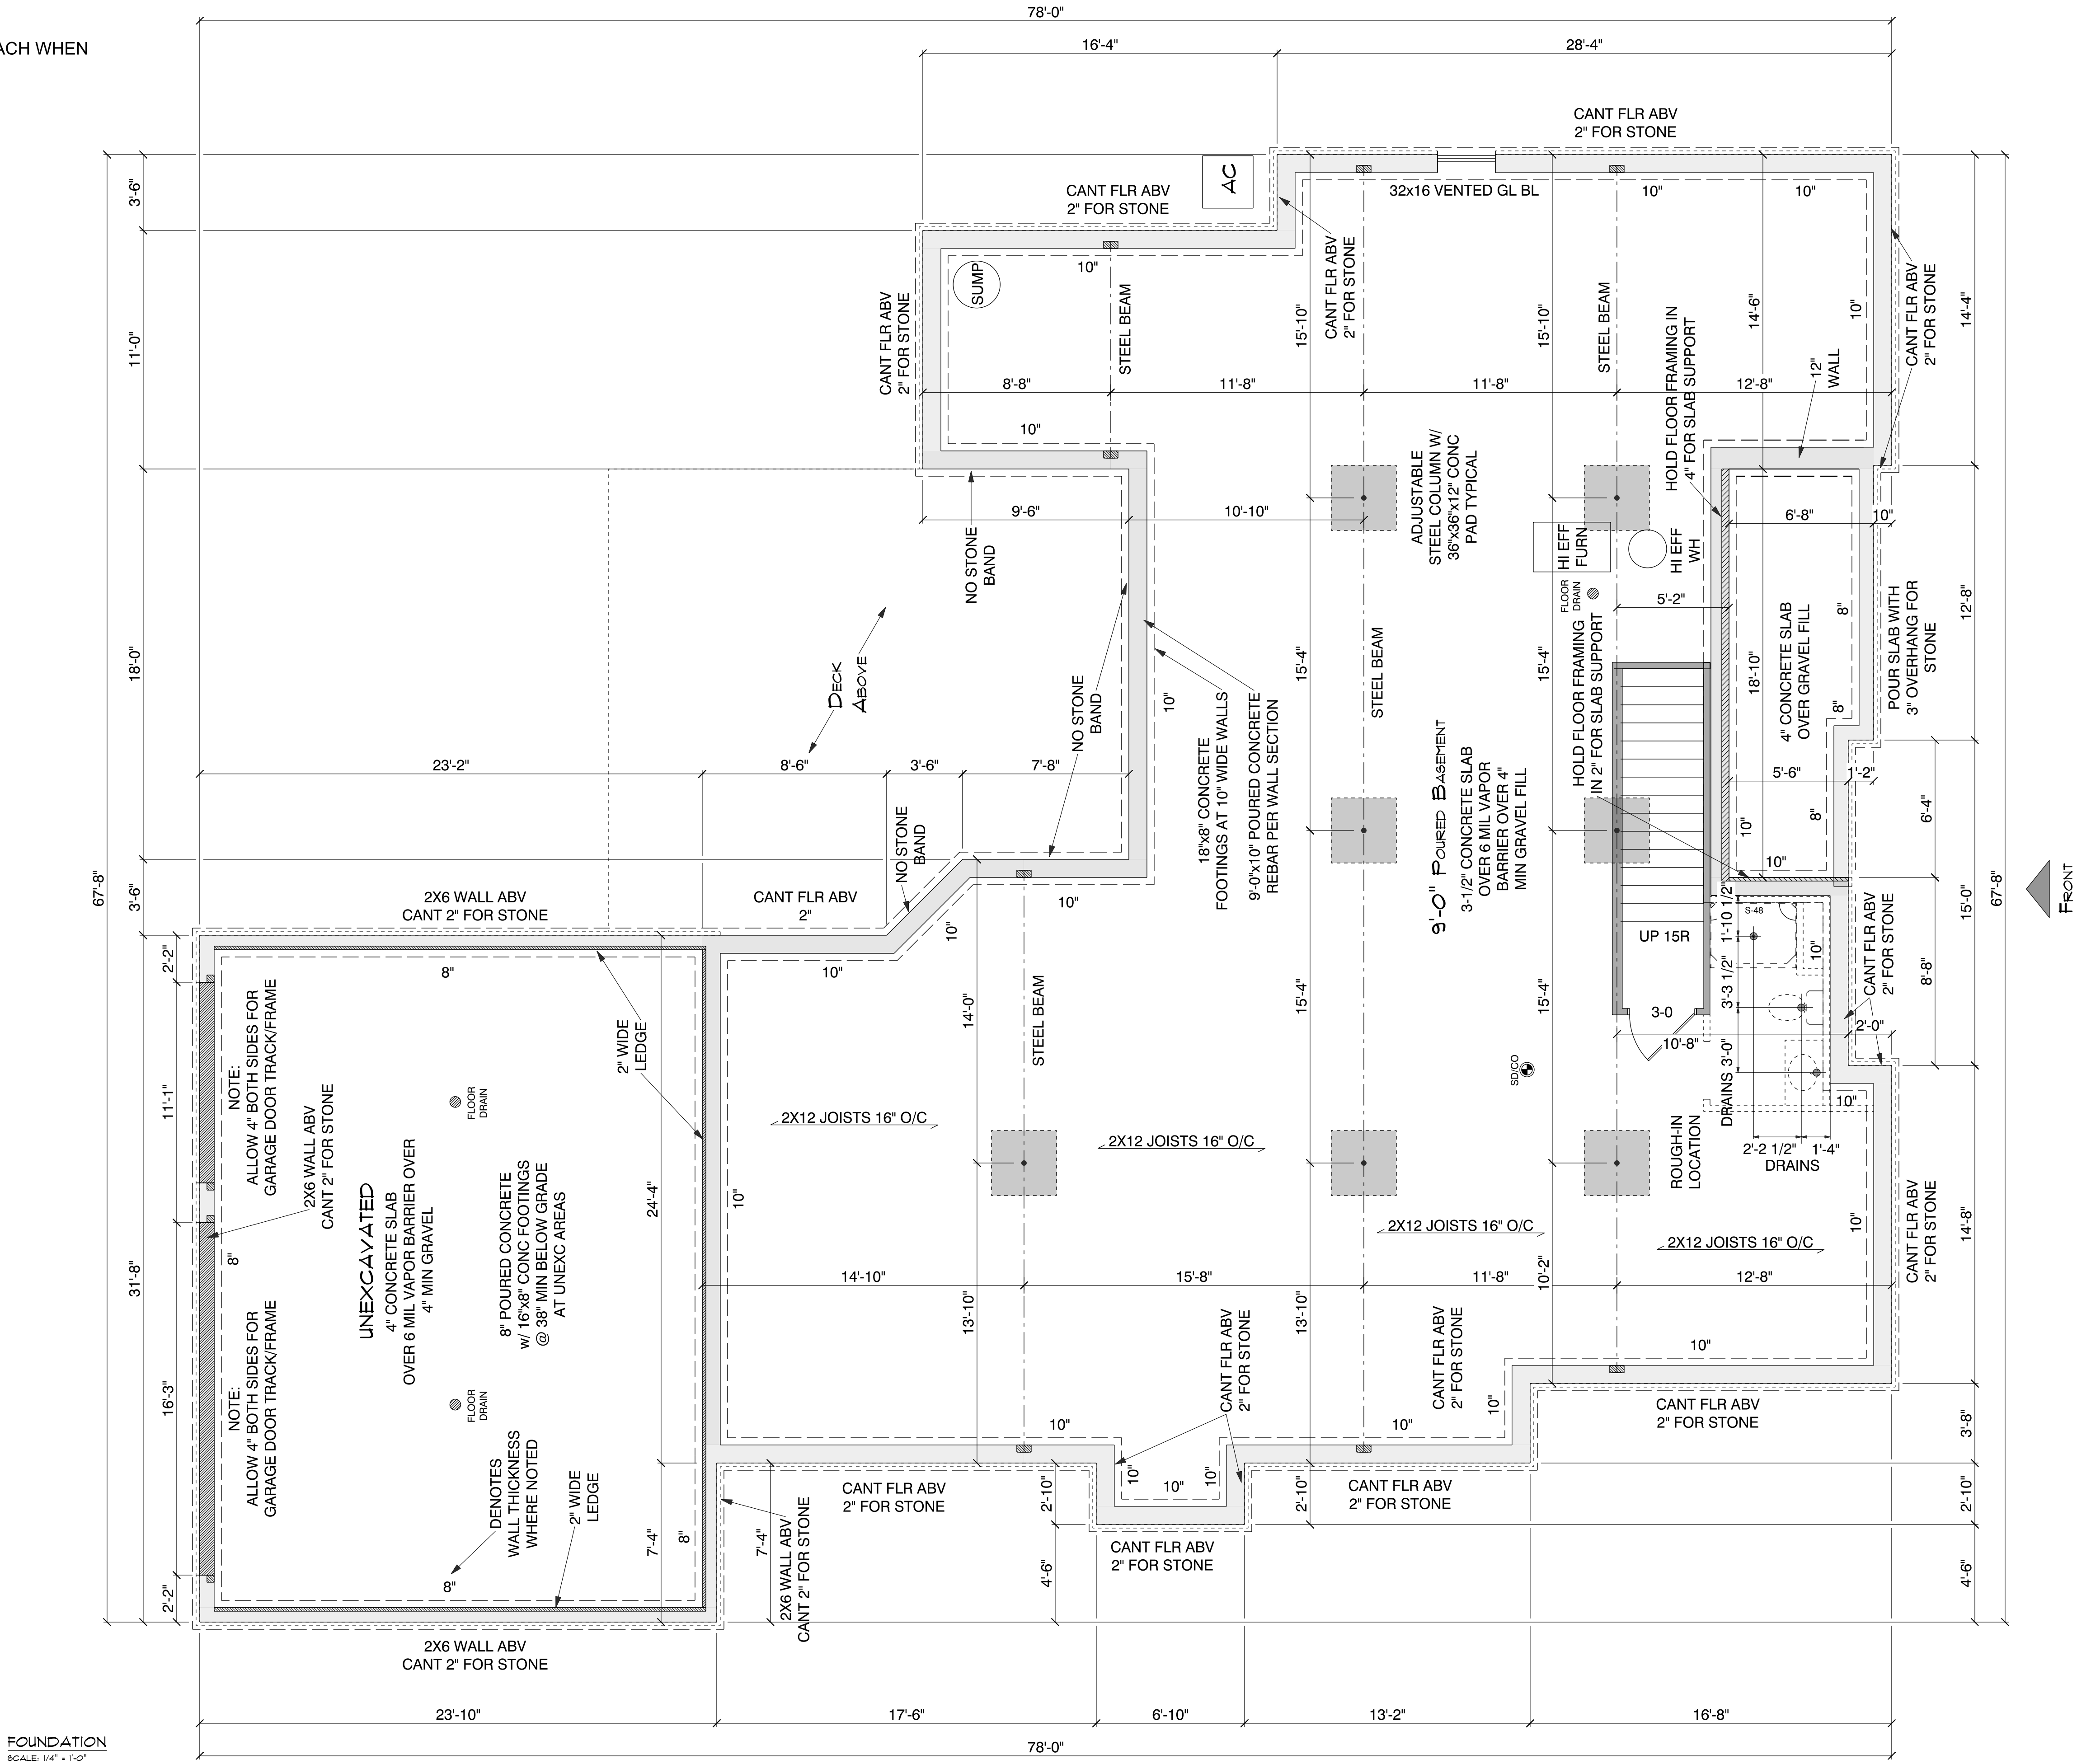 78'-0"
ACH WHEN
16'-4"
28'-4"
CANT FLR ABV
2" FOR STONE
3'-6"
11'-0"
18'-0"
3'-6"
67'-8"
31'-8"
2'-2"
11'-1"
16'-3"
2'-2"
CANT FLR ABV
2" FOR STONE
AC
32x16 VENTED GL BL
10"
10"
CANT FLR ABV
2" FOR STONE
SUMP
10"
STEEL BEAM
CANT FLR ABV
2" FOR STONE
15'-10"
15'-10"
STEEL BEAM
HOLD FLOOR FRAMING IN
4" FOR SLAB SUPPORT
14'-6"
10"
CANT FLR ABV
2" FOR STONE
14'-4"
12"
WALL
8'-8"
11'-8"
11'-8"
12'-8"
10"
ADJUSTABLE
STEEL COLUMN W/
36"x36"x12" CONC
PAD TYPICAL
9'-6"
10'-10"
6'-8"
10"
NO STONE
BAND
HI EFF
FURN
HI EFF
WH
FLOOR
DRAIN
5'-2"
HOLD FLOOR FRAMING
IN 2" FOR SLAB SUPPORT
4" CONCRETE SLAB
OVER GRAVEL FILL
8"
POUR SLAB WITH
3" OVERHANG FOR
STONE
12'-8"
DECK
ABOVE
NO STONE
BAND
10"
18"x8" CONCRETE
FOOTINGS AT 10" WIDE WALLS
9'-0"x10" POURED CONCRETE
REBAR PER WALL SECTION
15'-4"
STEEL BEAM
15'-4"
18'-10"
8"
23'-2"
8'-6"
3'-6"
7'-8"
5'-6"
1'-2"
6'-4"
8"
10"
10"
9'-0" POURED BASEMENT
3-1/2" CONCRETE SLAB
OVER 6 MIL VAPOR
BARRIER OVER 4"
MIN GRAVEL FILL
NO STONE
BAND
2X6 WALL ABV
CANT 2" FOR STONE
CANT FLR ABV
2"
10"
10"
10"
8"
UP 15R
3-0
S-48
1'-10 1/2"
3'-3 1/2"
DRAINS 3'-0"
10"
CANT FLR ABV
2" FOR STONE
2'-0"
10'-8"
8'-8"
15'-0"
67'-8"
FRONT
NOTE:
ALLOW 4" BOTH SIDES FOR
GARAGE DOOR TRACK/FRAME
2" WIDE
LEDGE
14'-0"
STEEL BEAM
15'-4"
15'-4"
SD/CO
2X6 WALL ABV
CANT 2" FOR STONE
FLOOR
DRAIN
2X12 JOISTS 16" O/C
2X12 JOISTS 16" O/C
10"
ROUGH-IN
LOCATION
2'-2 1/2"
1'-4"
DRAINS
UNEXCAVATED
4" CONCRETE SLAB
OVER 6 MIL VAPOR BARRIER OVER
4" MIN GRAVEL
8" POURED CONCRETE
w/ 16"x8" CONC FOOTINGS
@ 38" MIN BELOW GRADE
AT UNEXC AREAS
24'-4"
10"
8"
2X12 JOISTS 16" O/C
2X12 JOISTS 16" O/C
10"
CANT FLR ABV
2" FOR STONE
14'-8"
14'-10"
15'-8"
11'-8"
12'-8"
10'-2"
13'-10"
13'-10"
NOTE:
ALLOW 4" BOTH SIDES FOR
GARAGE DOOR TRACK/FRAME
CANT FLR ABV
2" FOR STONE
CANT FLR ABV
2" FOR STONE
10"
FLOOR
DRAIN
10"
10"
10"
10"
10"
10"
CANT FLR ABV
2" FOR STONE
3'-8"
DENOTES
WALL THICKNESS
WHERE NOTED
2" WIDE
LEDGE
8"
7'-4"
8"
7'-4"
2X6 WALL ABV
CANT 2" FOR STONE
CANT FLR ABV
2" FOR STONE
2'-10"
2'-10"
CANT FLR ABV
2" FOR STONE
2'-10"
CANT FLR ABV
2" FOR STONE
4'-6"
4'-6"
2X6 WALL ABV
CANT 2" FOR STONE
23'-10"
17'-6"
6'-10"
13'-2"
16'-8"
78'-0"
FOUNDATION
SCALE: 1/4" = 1'-0"